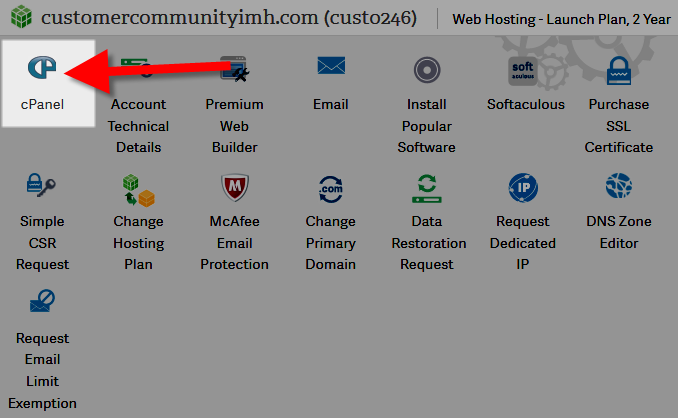 customercommunityimh.com (custo246)
Web Hosting - Launch Plan, 2 Year
cPanel
Account
Technical
Details
Premium
Web
Builder
Email
Install
Popular
Software
soft
aculous
Softaculous
Purchase
SSL
Certificate
Simple
CSR
Request
Change
Hosting
Plan
McAfee
Email
Protection
.com
Change
Primary
Domain
Data
Restoration
Request
IP
Request
Dedicated
IP
DNS Zone
Editor
Request
Email
Limit
Exemption